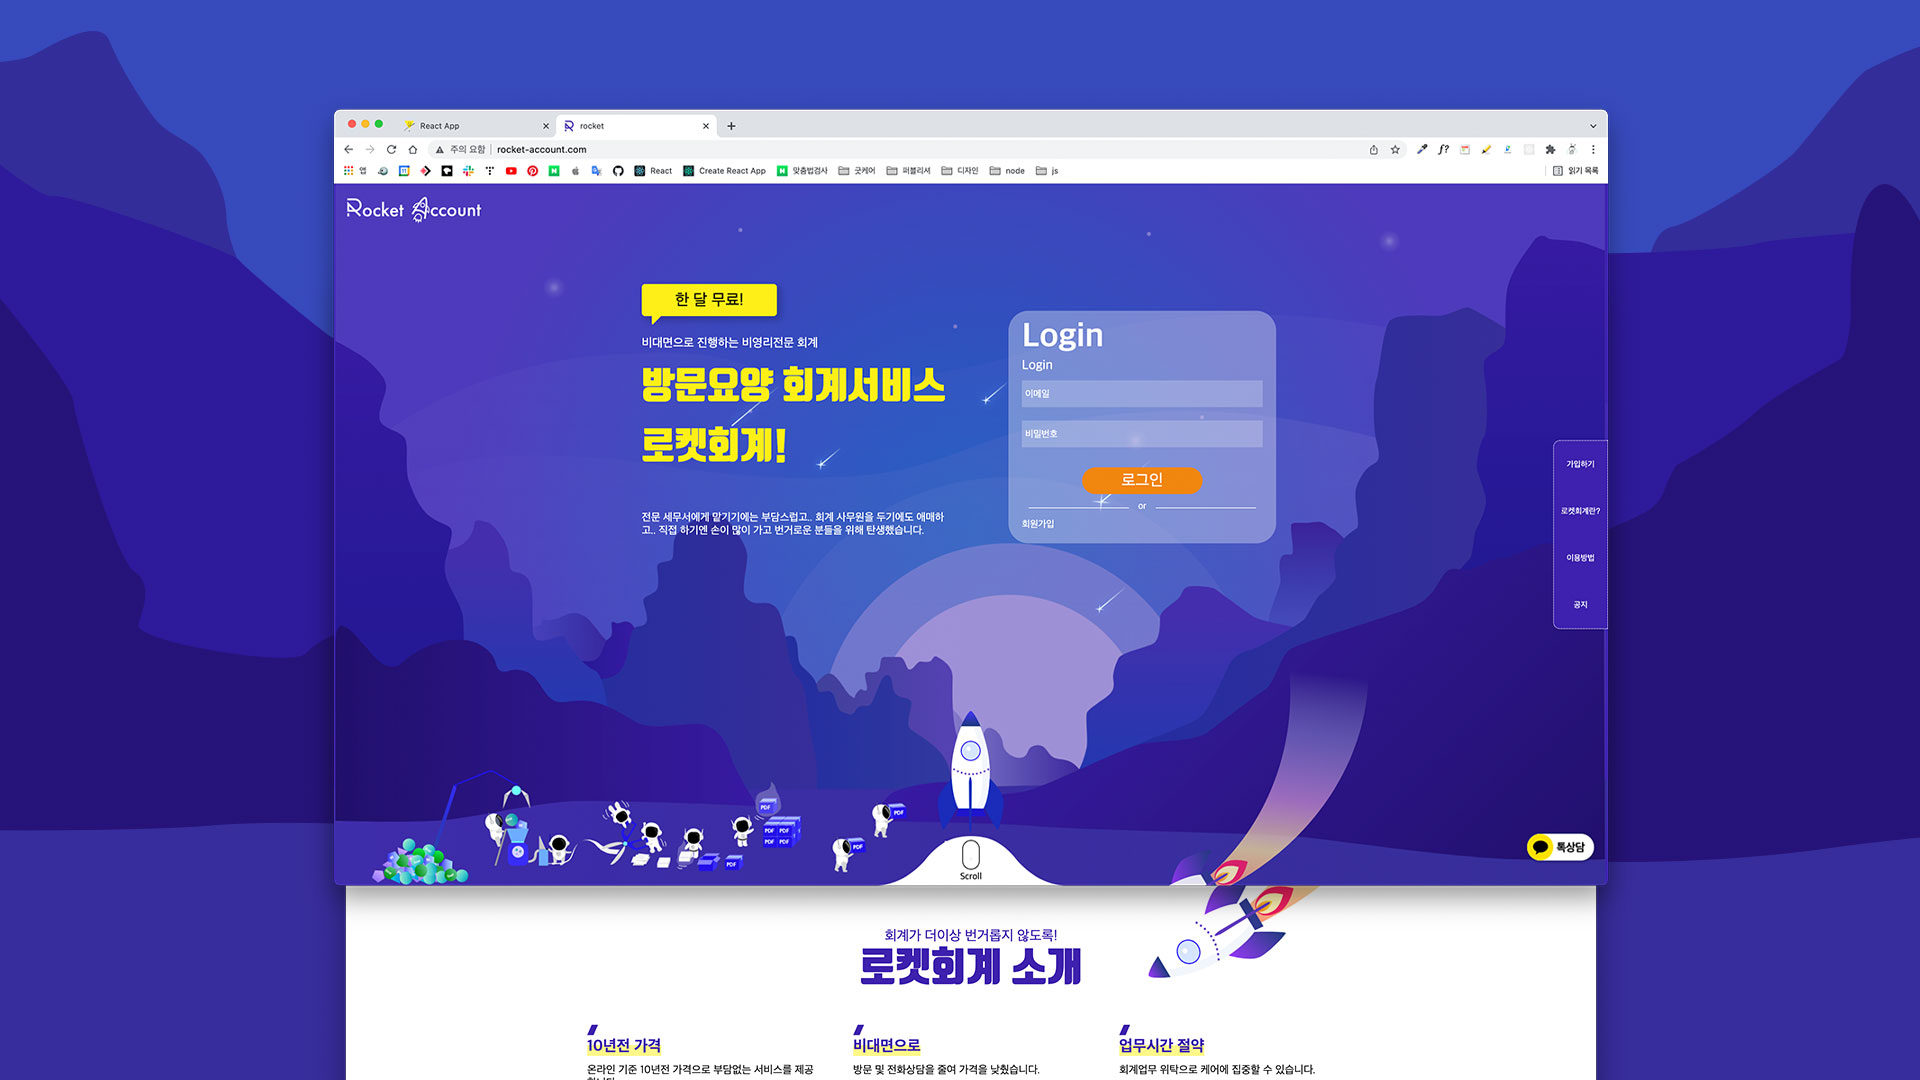 React App
rocket
주의 요함
rocket-account.com
앱
React
Create React App
맞춤법검사
굿케어
퍼블리셔
디자인
node
js
읽기 목록
Rocket Account
한 달 무료!
비대면으로 진행하는 비영리전문 회계
방문요양 회계서비스
로켓회계!
전문 세무서에게 맡기기에는 부담스럽고.. 회계 사무원을 두기에도 애매하
고.. 직접 하기엔 손이 많이 가고 번거로운 분들을 위해 탄생했습니다.
Login
Login
이메일
비밀번호
로그인
or
회원가입
가입하기
로켓회계란?
이용방법
공지
PDF
PDF
PDF PDF
PDF PDF
PDF
PDF
톡상담
Scroll
회계가 더이상 번거롭지 않도록!
로켓회계 소개
10년전 가격
온라인 기준 10년전 가격으로 부담없는 서비스를 제공
비대면으로
방문 및 전화상담을 줄여 가격을 낮췄습니다.
업무시간 절약
회계업무 위탁으로 케어에 집중할 수 있습니다.